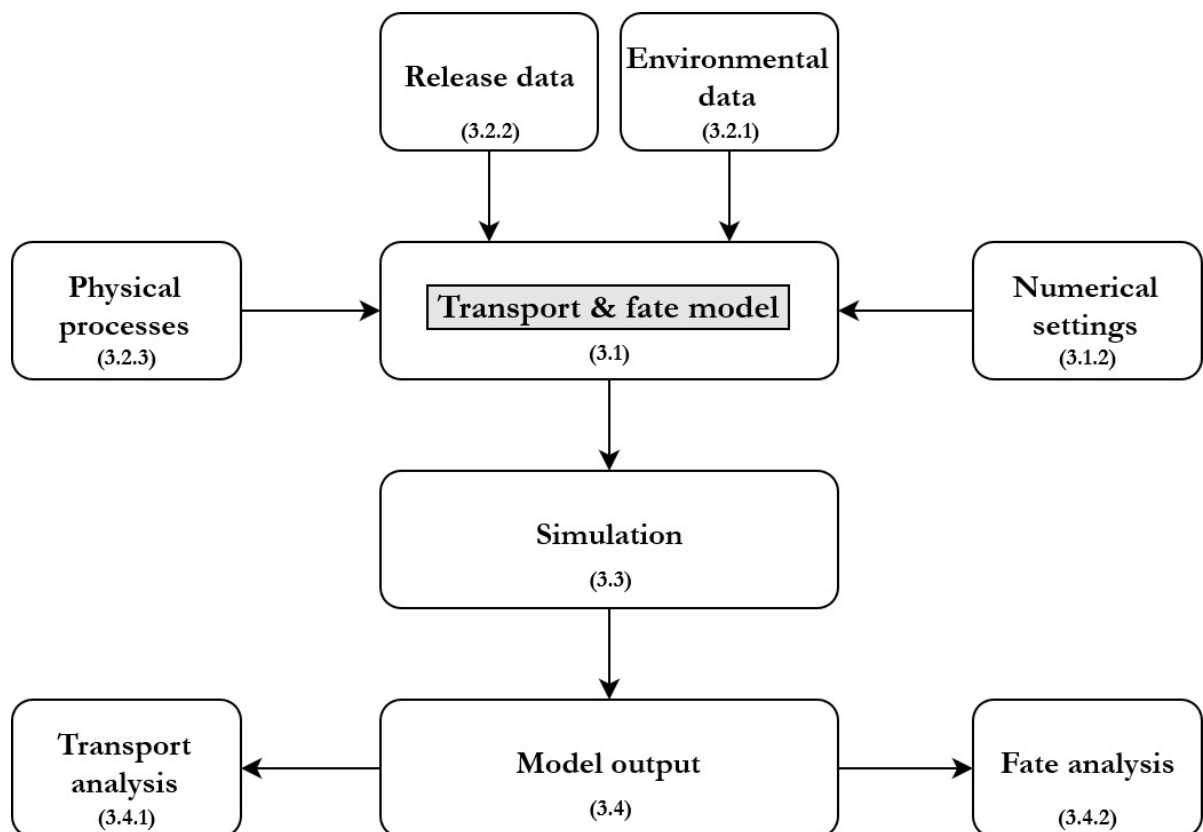 Release data
(3.2.2)
Environmental
data
(3.2.1)
Physical
processes
(3.2.3)
Transport & fate model
(3.1)
Numerical
settings
(3.1.2)
Simulation
(3.3)
Transport
analysis
(3.4.1)
Model output
(3.4)
Fate analysis
(3.4.2)